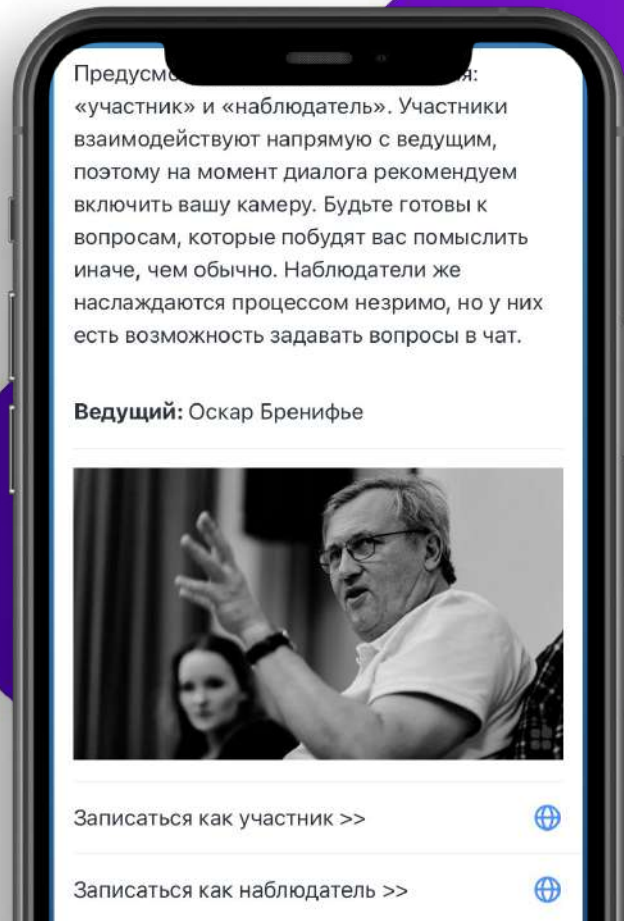 «участник» и «наблюдатель». Участники
взаимодействуют напрямую с ведущим,
поэтому на момент диалога рекомендуем
включить вашу камеру. Будьте готовы к
вопросам, которые побудят вас помыслить
иначе, чем обычно. Наблюдатели же
наслаждаются процессом незримо, но у них
есть возможность задавать вопросы в чат.
Ведущий: Оскар Бренифье
Записаться как участник >>
Записаться как наблюдатель >>